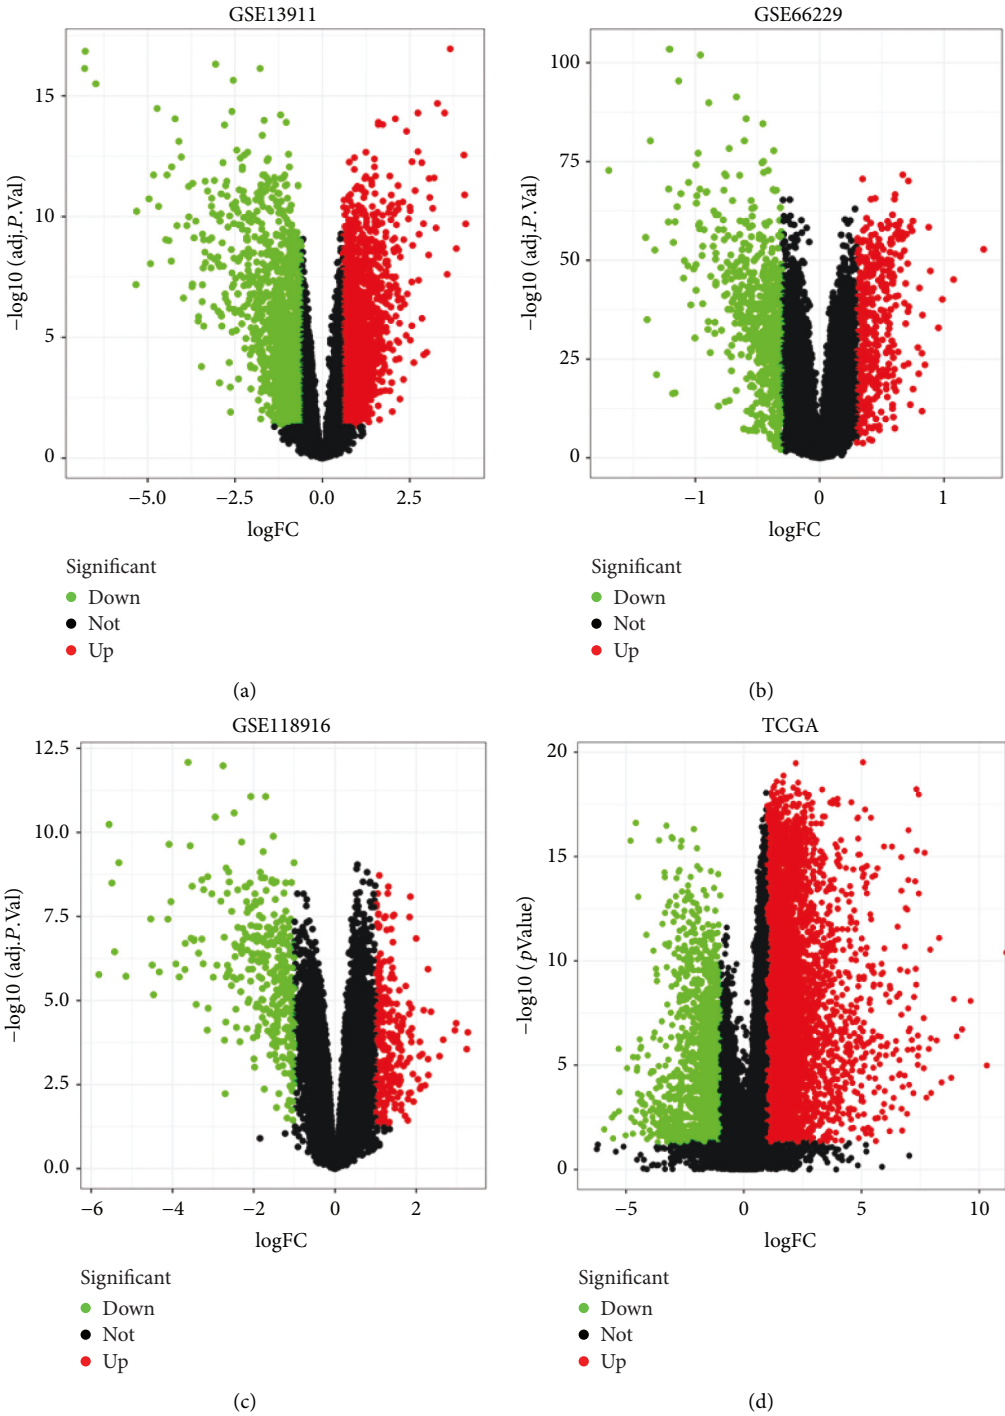 GSE13911
−log10 (adj.P.Val)
15
10
5
0
−5.0 −2.5 0.0 2.5
logFC
Significant
Down
Not
Up
(a)
GSE66229
−log10 (adj.P.Val)
100
75
50
25
0
−1 0 1
logFC
Significant
Down
Not
Up
(b)
GSE118916
−log10 (adj.P.Val)
12.5
10.0
7.5
5.0
2.5
0.0
−6 −4 −2 0 2
logFC
Significant
Down
Not
Up
(c)
TCGA
−log10 (pValue)
20
15
10
5
0
−5 0 5 10
logFC
Significant
Down
Not
Up
(d)